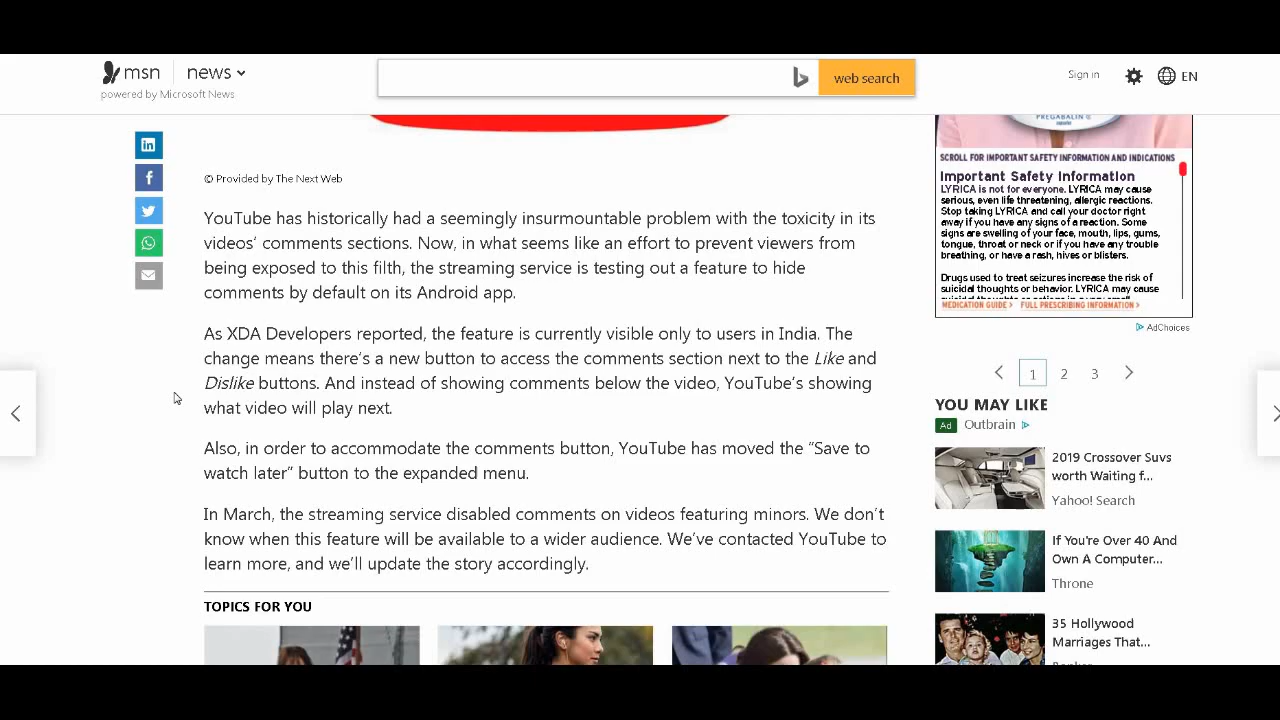 msn
news
powered by Microsoft News
web search
Sign in
EN
© Provided by The Next Web
YouTube has historically had a seemingly insurmountable problem with the toxicity in its
videos’ comments sections. Now, in what seems like an effort to prevent viewers from
being exposed to this filth, the streaming service is testing out a feature to hide
comments by default on its Android app.
As XDA Developers reported, the feature is currently visible only to users in India. The
change means there’s a new button to access the comments section next to the Like and
Dislike buttons. And instead of showing comments below the video, YouTube’s showing
what video will play next.
Also, in order to accommodate the comments button, YouTube has moved the “Save to
watch later” button to the expanded menu.
In March, the streaming service disabled comments on videos featuring minors. We don’t
know when this feature will be available to a wider audience. We’ve contacted YouTube to
learn more, and we’ll update the story accordingly.
TOPICS FOR YOU
PREGABALIN
SCROLL FOR IMPORTANT SAFETY INFORMATION AND INDICATIONS
Important Safety Information
LYRICA is not for everyone. LYRICA may cause
serious, even life threatening, allergic reactions.
Stop taking LYRICA and call your doctor right
away if you have any signs of a reaction. Some
signs are swelling of your face, mouth, lips, gums,
tongue, throat or neck or if you have any trouble
breathing, or have a rash, hives or blisters.
Drugs used to treat seizures increase the risk of
suicidal thoughts or behavior. LYRICA may cause
MEDICATION GUIDE > FULL PRESCRIBING INFORMATION >
AdChoices
1 2 3
YOU MAY LIKE
Ad Outbrain
2019 Crossover Suvs
worth Waiting f...
Yahoo! Search
If You're Over 40 And
Own A Computer...
Throne
35 Hollywood
Marriages That...